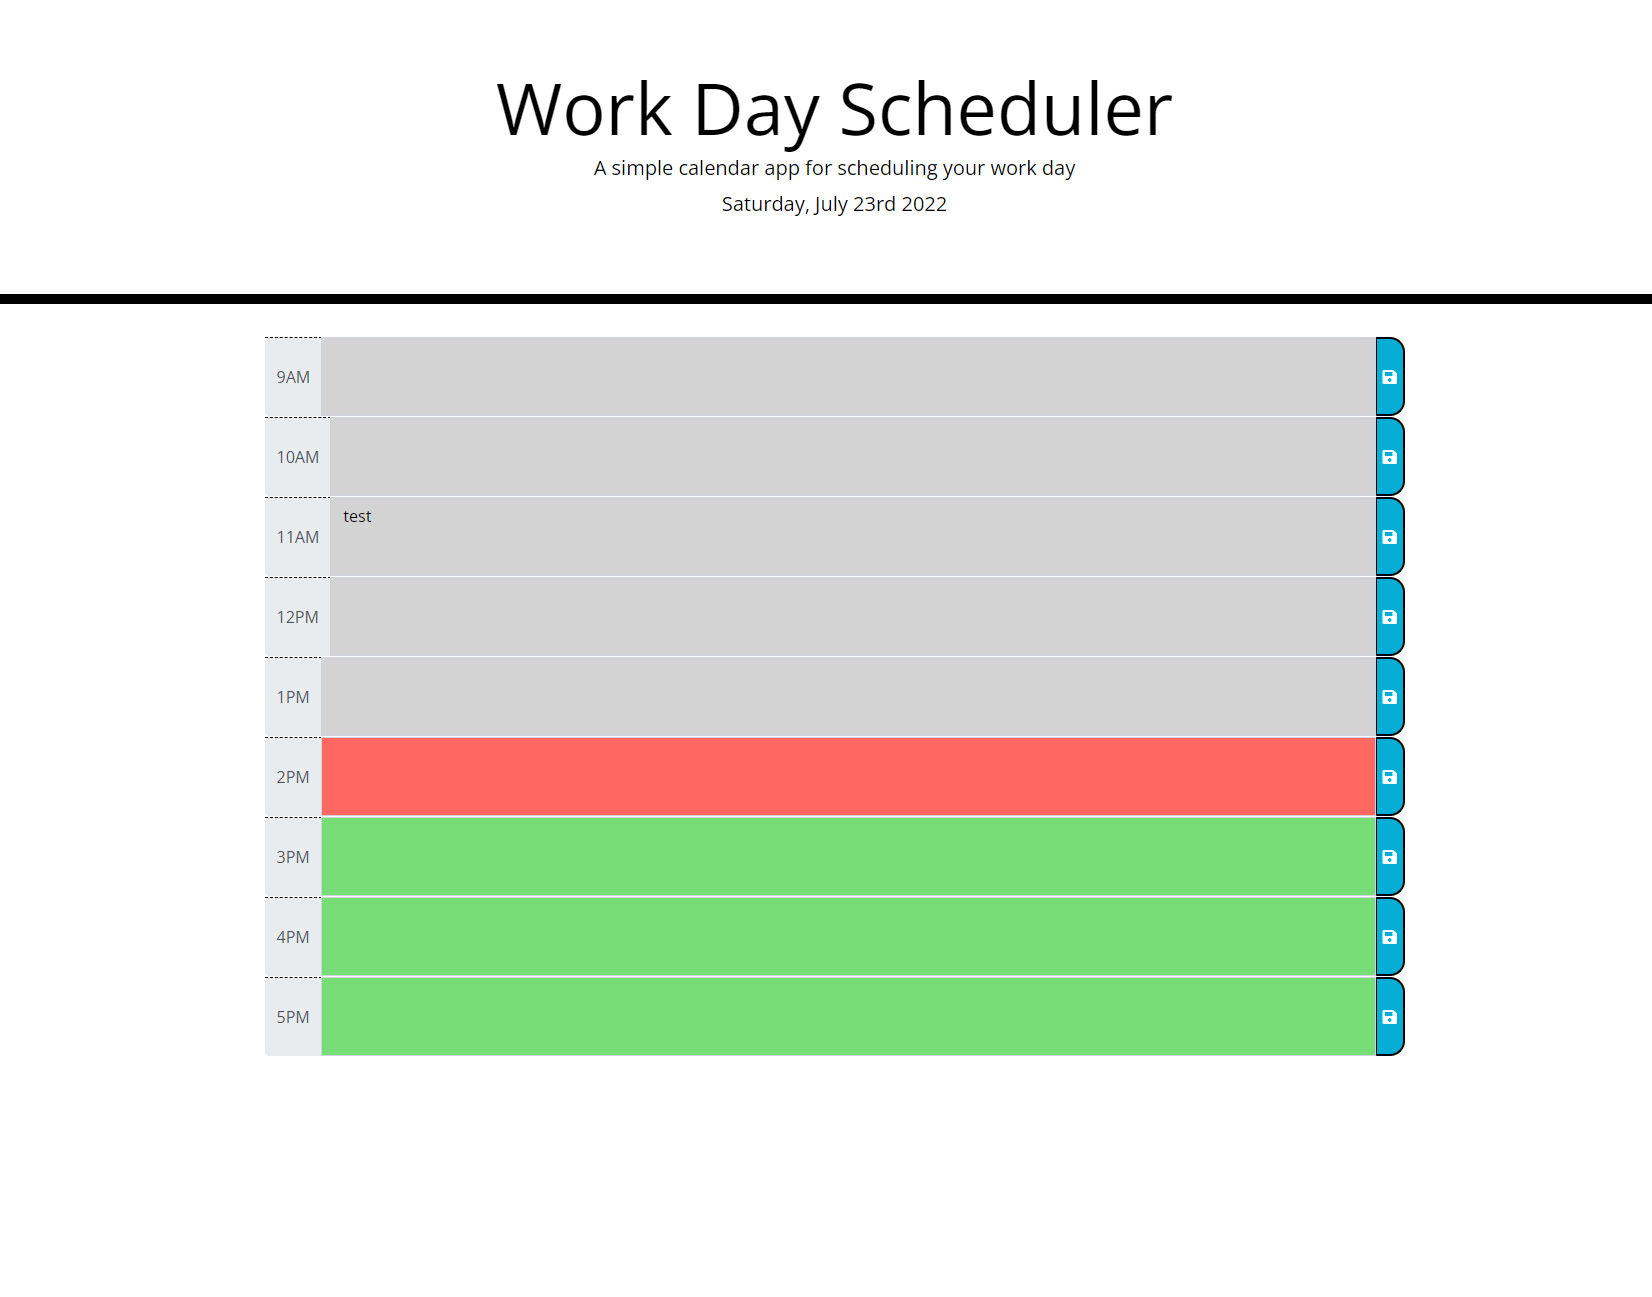 Work Day Scheduler
A simple calendar app for scheduling your work day
Saturday, July 23rd 2022
9AM
10AM
11AM test
12PM
1PM
2PM
3PM
4PM
5PM